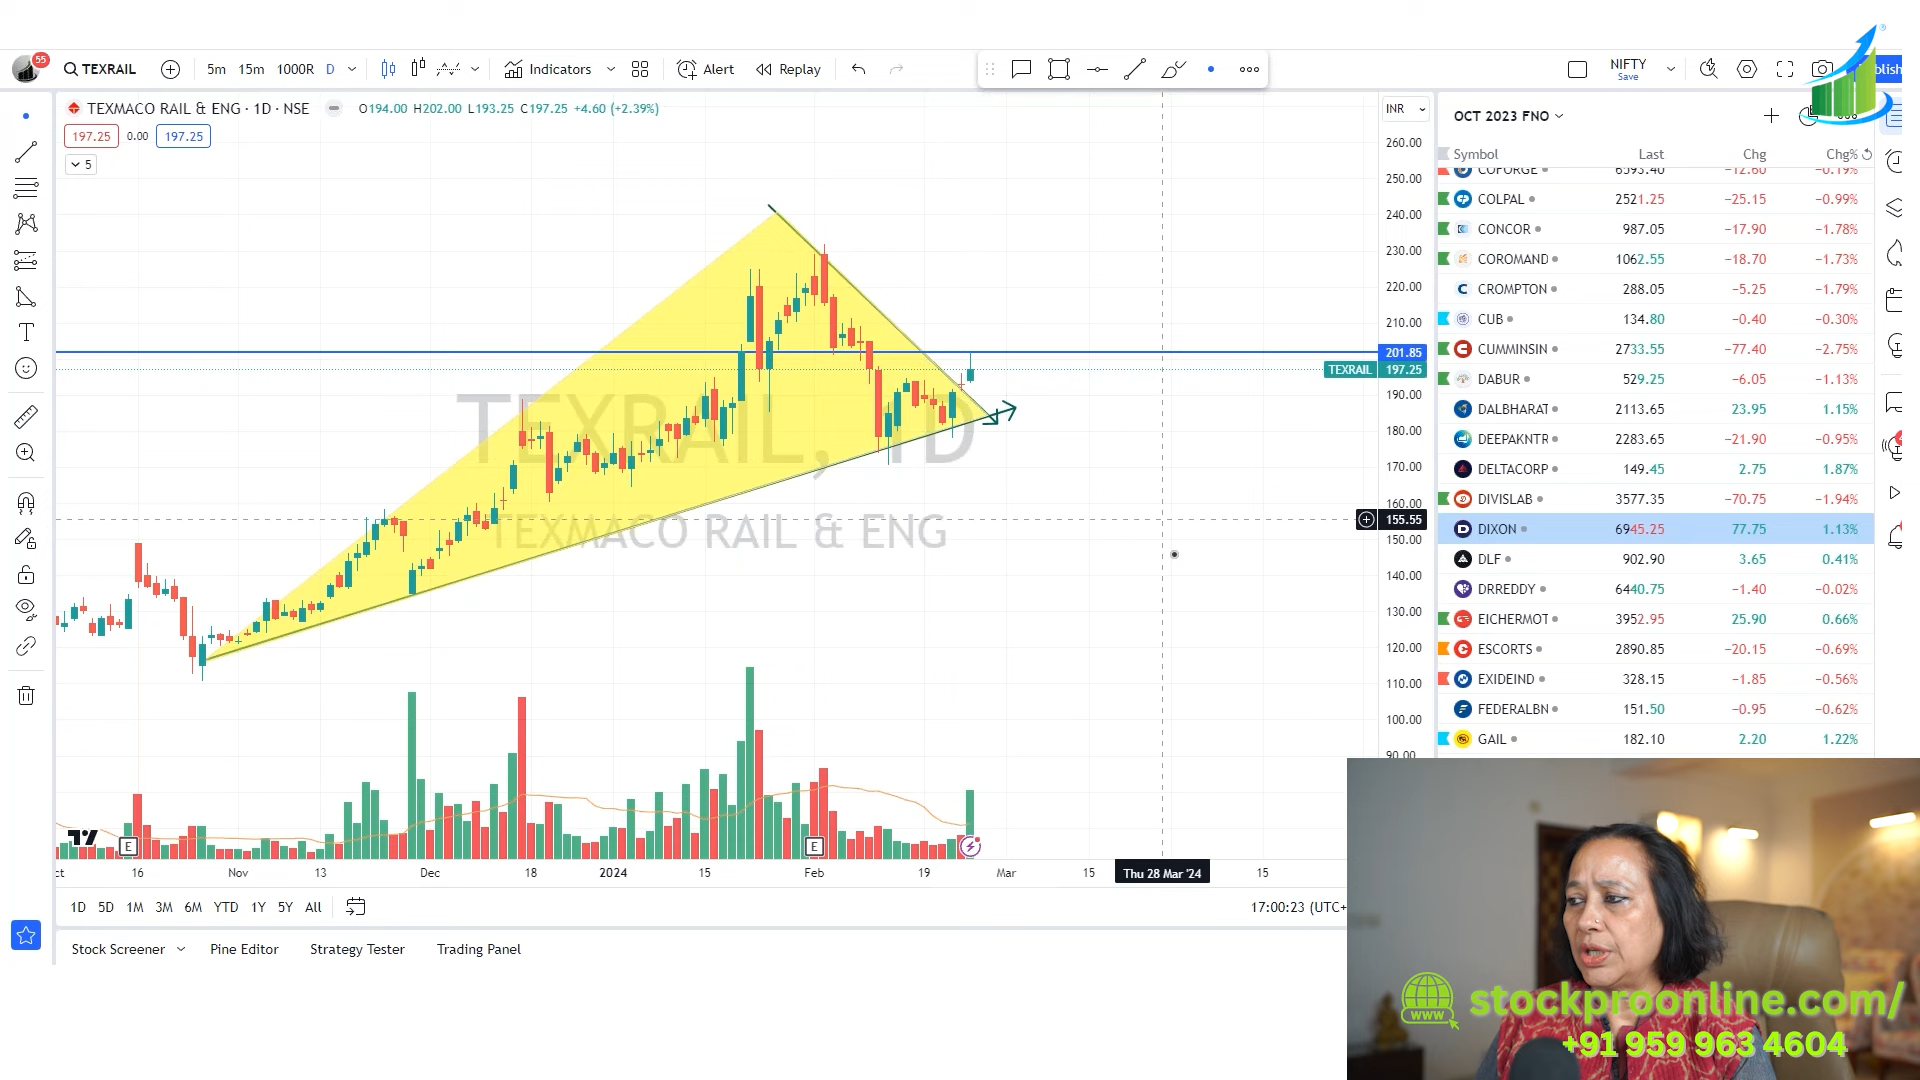 55
TEXRAIL
5m 15m 1000R D
Indicators
Alert
Replay
NIFTY
Save
TEXMACO RAIL & ENG · 1D · NSE
O194.00 H202.00 L193.25 C197.25 +4.60 (+2.39%)
197.25 0.00 197.25
5
INR
260.00
250.00
240.00
230.00
220.00
210.00
201.85
TEXRAIL 197.25
190.00
180.00
170.00
160.00
155.55
150.00
140.00
130.00
120.00
110.00
100.00
90.00
TEXRAIL, 1D
TEXMACO RAIL & ENG
E E
16 Nov 13 Dec 18 2024 15 Feb 19 Mar 15 Thu 28 Mar '24 15
1D 5D 1M 3M 6M YTD 1Y 5Y All
17:00:23 (UTC+
Stock Screener Pine Editor Strategy Tester Trading Panel
OCT 2023 FNO
Symbol Last Chg Chg%
COFORGE 6593.40 −12.60 −0.19%
COLPAL 2521.25 −25.15 −0.99%
CONCOR 987.05 −17.90 −1.78%
COROMAND 1062.55 −18.70 −1.73%
CROMPTON 288.05 −5.25 −1.79%
CUB 134.80 −0.40 −0.30%
CUMMINSIN 2733.55 −77.40 −2.75%
DABUR 529.25 −6.05 −1.13%
DALBHARAT 2113.65 23.95 1.15%
DEEPAKNTR 2283.65 −21.90 −0.95%
DELTACORP 149.45 2.75 1.87%
DIVISLAB 3577.35 −70.75 −1.94%
DIXON 6945.25 77.75 1.13%
DLF 902.90 3.65 0.41%
DRREDDY 6440.75 −1.40 −0.02%
EICHERMOT 3952.95 25.90 0.66%
ESCORTS 2890.85 −20.15 −0.69%
EXIDEIND 328.15 −1.85 −0.56%
FEDERALBN 151.50 −0.95 −0.62%
GAIL 182.10 2.20 1.22%
www
stockproonline.com/
+91 959 963 4604